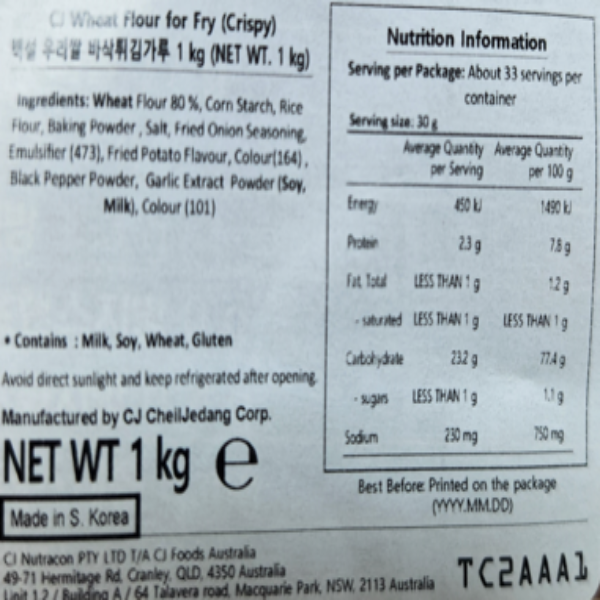 CJ Wheat Flour for Fry (Crispy)
백설 우리쌀 바삭튀김가루 1 kg (NET WT. 1 kg)
Ingredients: Wheat Flour 80 %, Corn Starch, Rice
Flour, Baking Powder , Salt, Fried Onion Seasoning,
Emulsifier (473), Fried Potato Flavour, Colour(164) ,
Black Pepper Powder, Garlic Extract Powder (Soy,
Milk), Colour (101)
• Contains : Milk, Soy, Wheat, Gluten
Avoid direct sunlight and keep refrigerated after opening.
Manufactured by CJ CheilJedang Corp.
NET WT 1 kg ℮
Made in S. Korea
Nutrition Information
Serving per Package: About 33 servings per
container
Serving size: 30 g
Average Quantity Average Quantity
per Serving per 100 g
Energy 450 kJ 1490 kJ
Protein 2.3 g 7.8 g
Fat, Total LESS THAN 1 g 1.2 g
- saturated LESS THAN 1 g LESS THAN 1 g
Carbohydrate 23.2 g 77.4 g
- sugars LESS THAN 1 g 1.1 g
Sodium 230 mg 750 mg
Best Before: Printed on the package
(YYYY.MM.DD)
CJ Nutracon PTY LTD T/A CJ Foods Australia
49-71 Hermitage Rd, Cranley, QLD, 4350 Australia
Unit 1.2 / Building A / 64 Talavera road, Macquarie Park, NSW, 2113 Australia
TC2AAA1